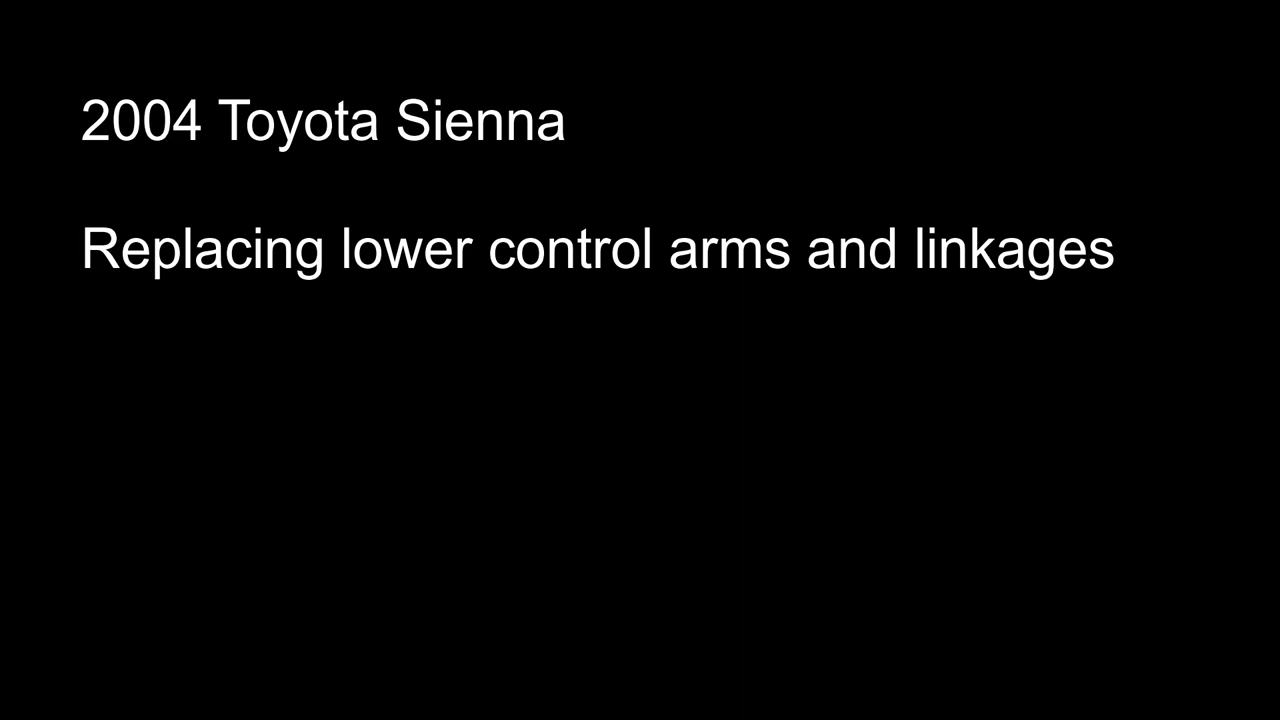 2004 Toyota Sienna
Replacing lower control arms and linkages